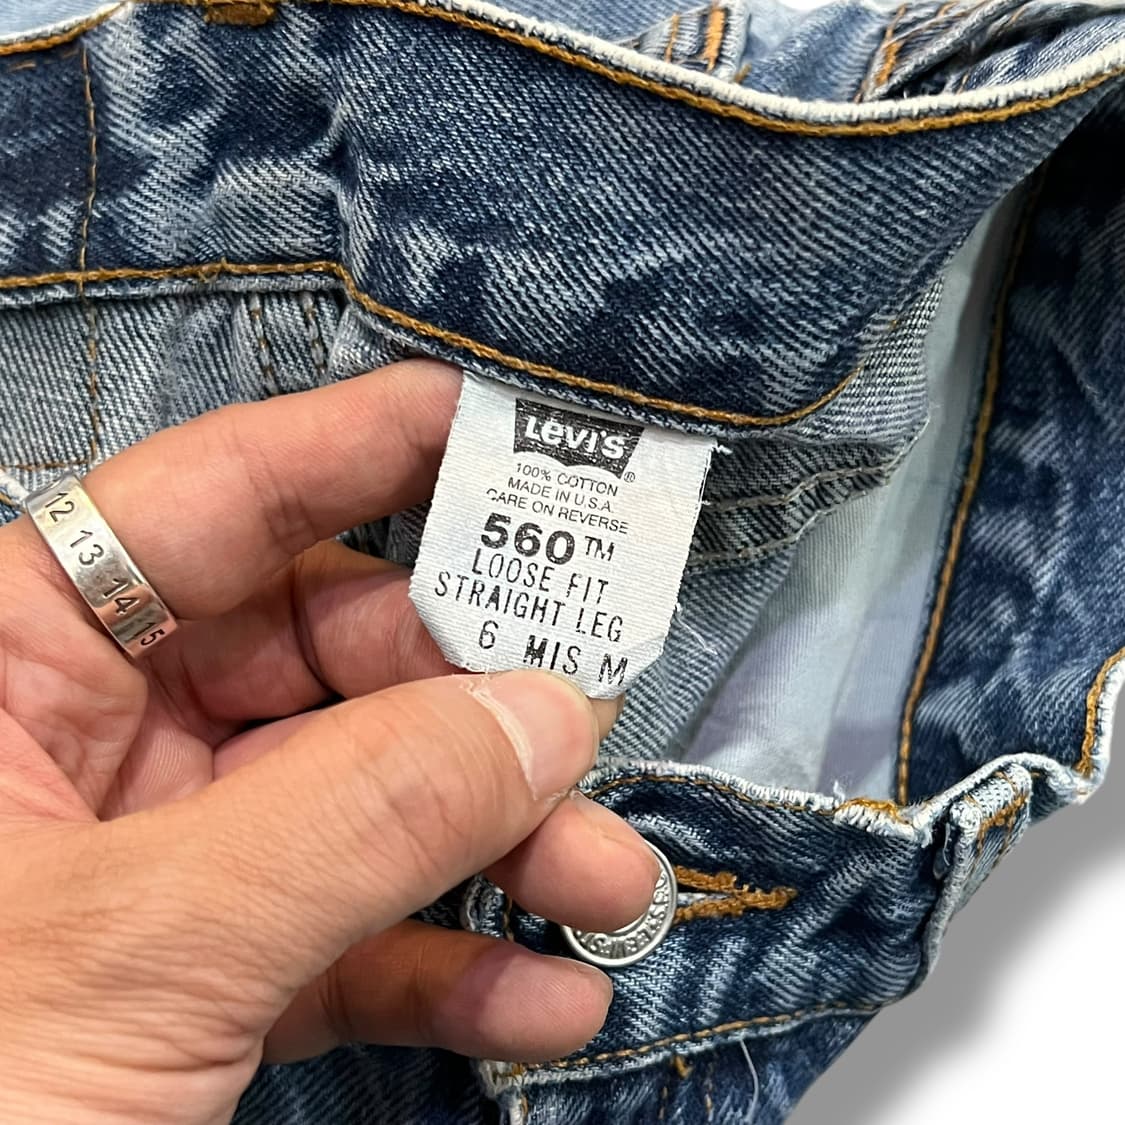 LEVI'S®
100% COTTON
MADE IN U.S.A.
CARE ON REVERSE
560™
LOOSE FIT
STRAIGHT LEG
6 MIS M
12 13 14 15